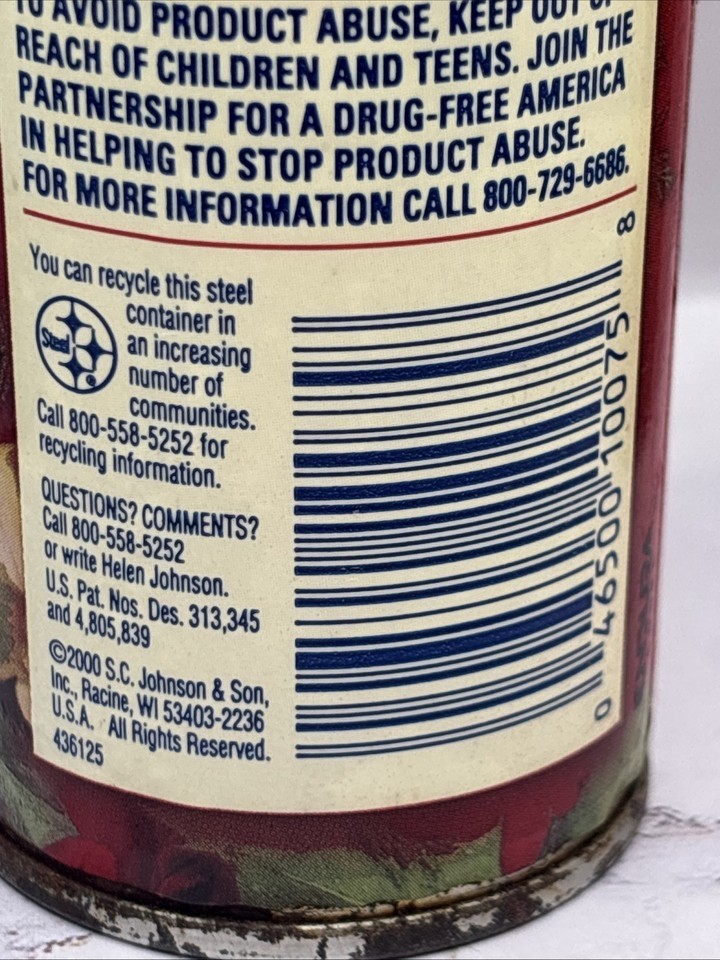 TO AVOID PRODUCT ABUSE, KEEP OUT OF
REACH OF CHILDREN AND TEENS. JOIN THE
PARTNERSHIP FOR A DRUG-FREE AMERICA
IN HELPING TO STOP PRODUCT ABUSE.
FOR MORE INFORMATION CALL 800-729-6686.
You can recycle this steel
container in
an increasing
number of
communities.
Steel
®
Call 800-558-5252 for
recycling information.
QUESTIONS? COMMENTS?
Call 800-558-5252
or write Helen Johnson.
U.S. Pat. Nos. Des. 313,345
and 4,805,839
©2000 S.C. Johnson & Son,
Inc., Racine, WI 53403-2236
U.S.A. All Rights Reserved.
436125
0 46500 10075 8